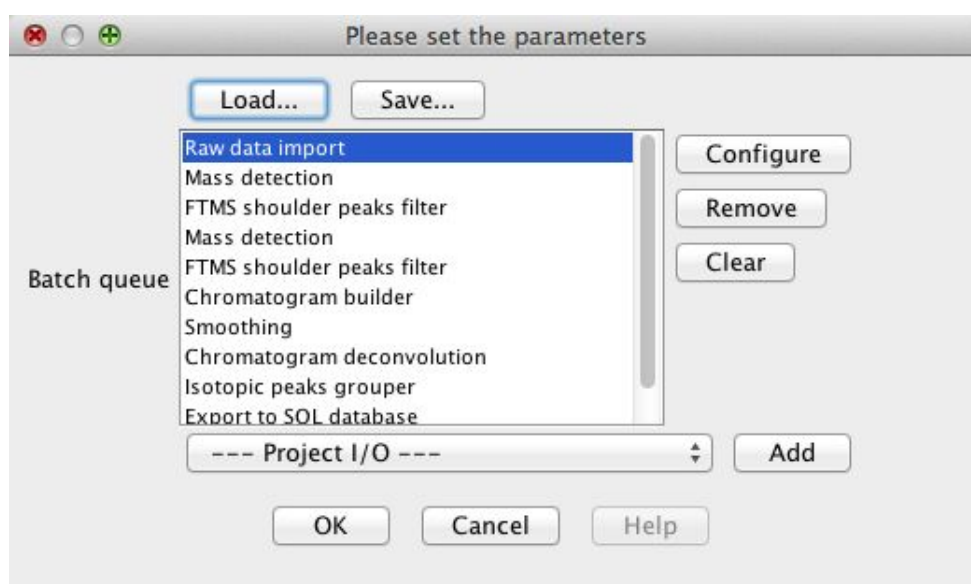 Please set the parameters
Load... Save...
Raw data import
Mass detection
FTMS shoulder peaks filter
Mass detection
FTMS shoulder peaks filter
Chromatogram builder
Smoothing
Chromatogram deconvolution
Isotopic peaks grouper
Export to SQL database
Batch queue
Configure
Remove
Clear
--- Project I/O --- Add
OK Cancel Help